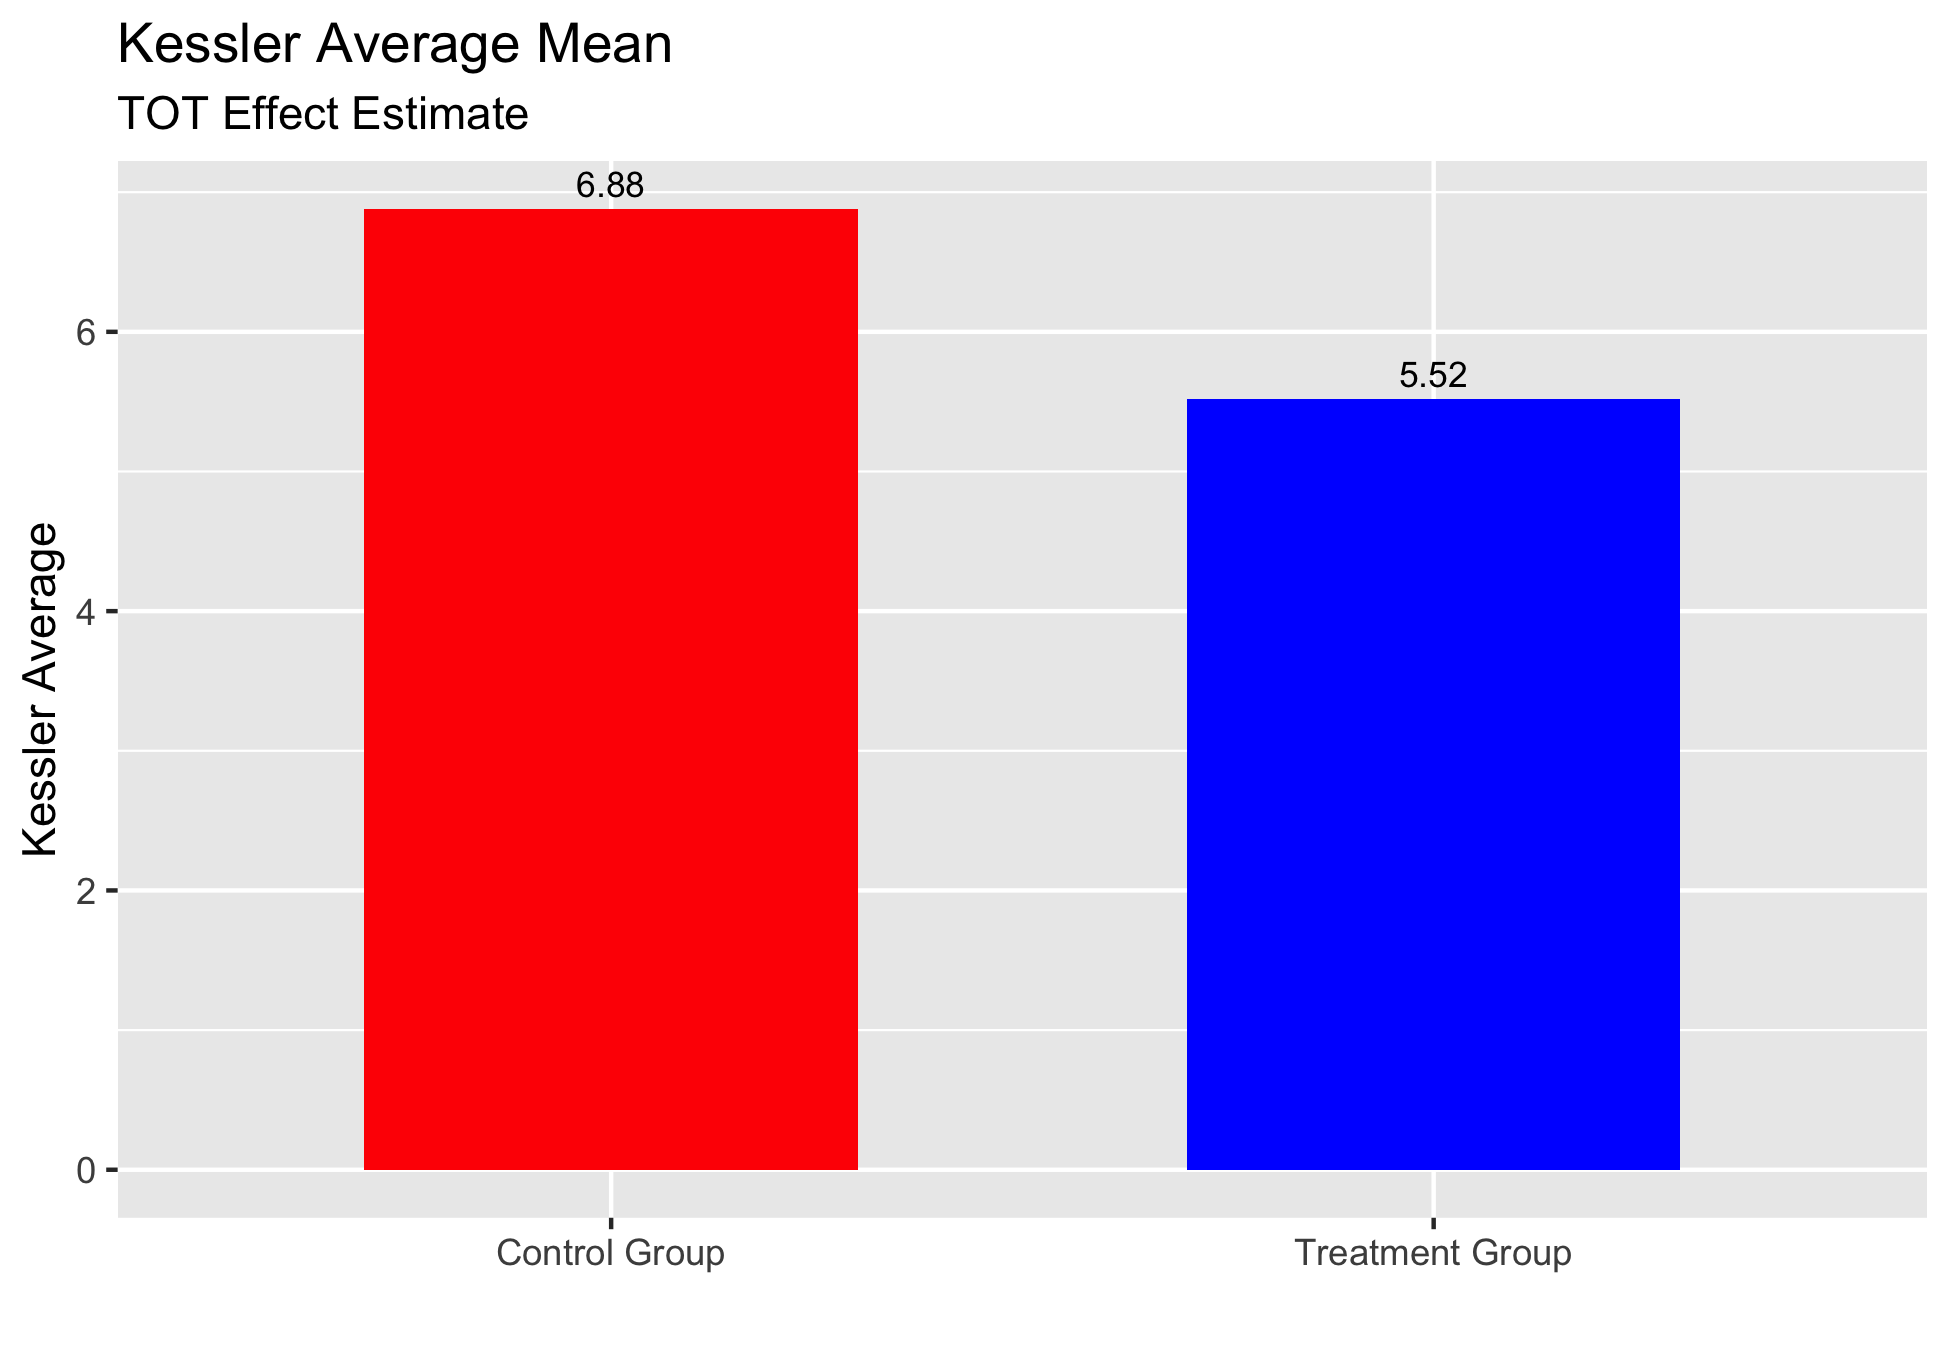 Kessler Average Mean
TOT Effect Estimate
Kessler Average
6
4
2
0
6.88
5.52
Control Group
Treatment Group